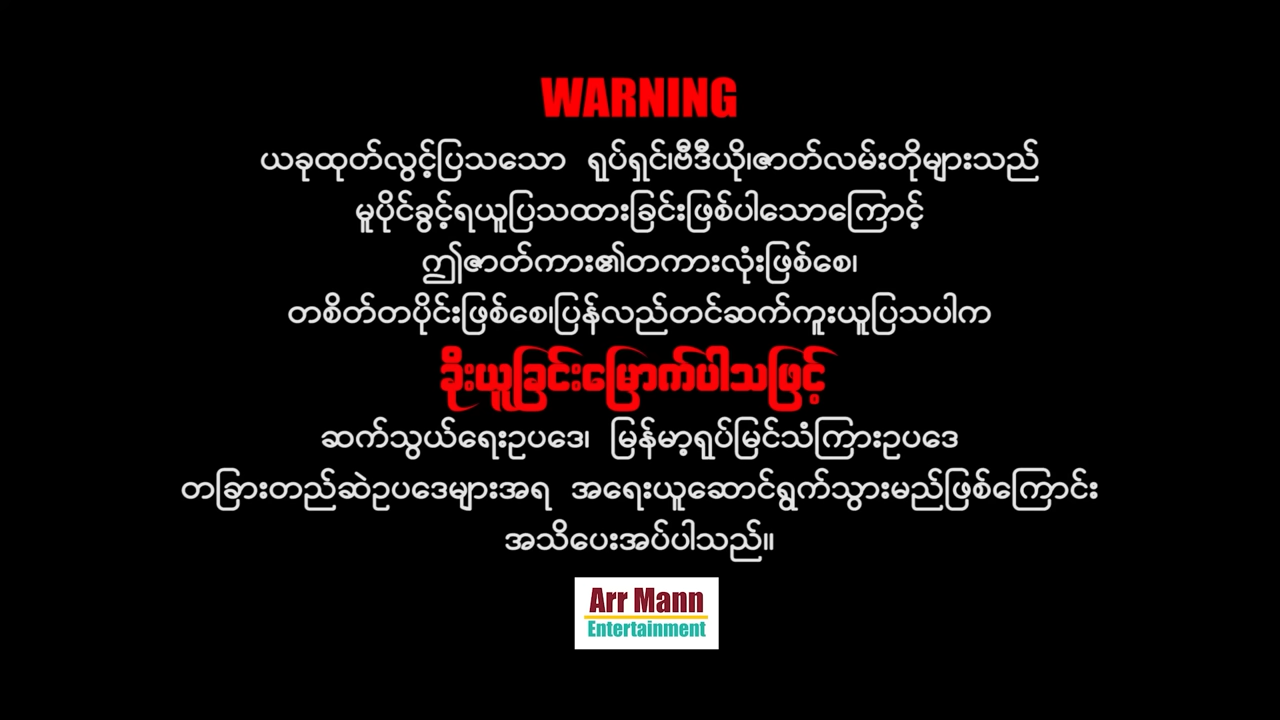 WARNING
ယခုထုတ်လွင့်ပြသသော ရုပ်ရှင်၊ဗီဒီယို၊ဇာတ်လမ်းတိုများသည်
မူပိုင်ခွင့်ရယူပြသထားခြင်းဖြစ်ပါသောကြောင့်
ဤဇာတ်ကား၏တကားလုံးဖြစ်စေ၊
တစိတ်တပိုင်းဖြစ်စေ၊ပြန်လည်တင်ဆက်ကူးယူပြသပါက
ခိုးယူခြင်းမြောက်ပါသဖြင့်
ဆက်သွယ်ရေးဥပဒေ၊ မြန်မာ့ရုပ်မြင်သံကြားဥပဒေ
တခြားတည်ဆဲဥပဒေများအရ အရေးယူဆောင်ရွက်သွားမည်ဖြစ်ကြောင်း
အသိပေးအပ်ပါသည်။
Arr Mann
Entertainment